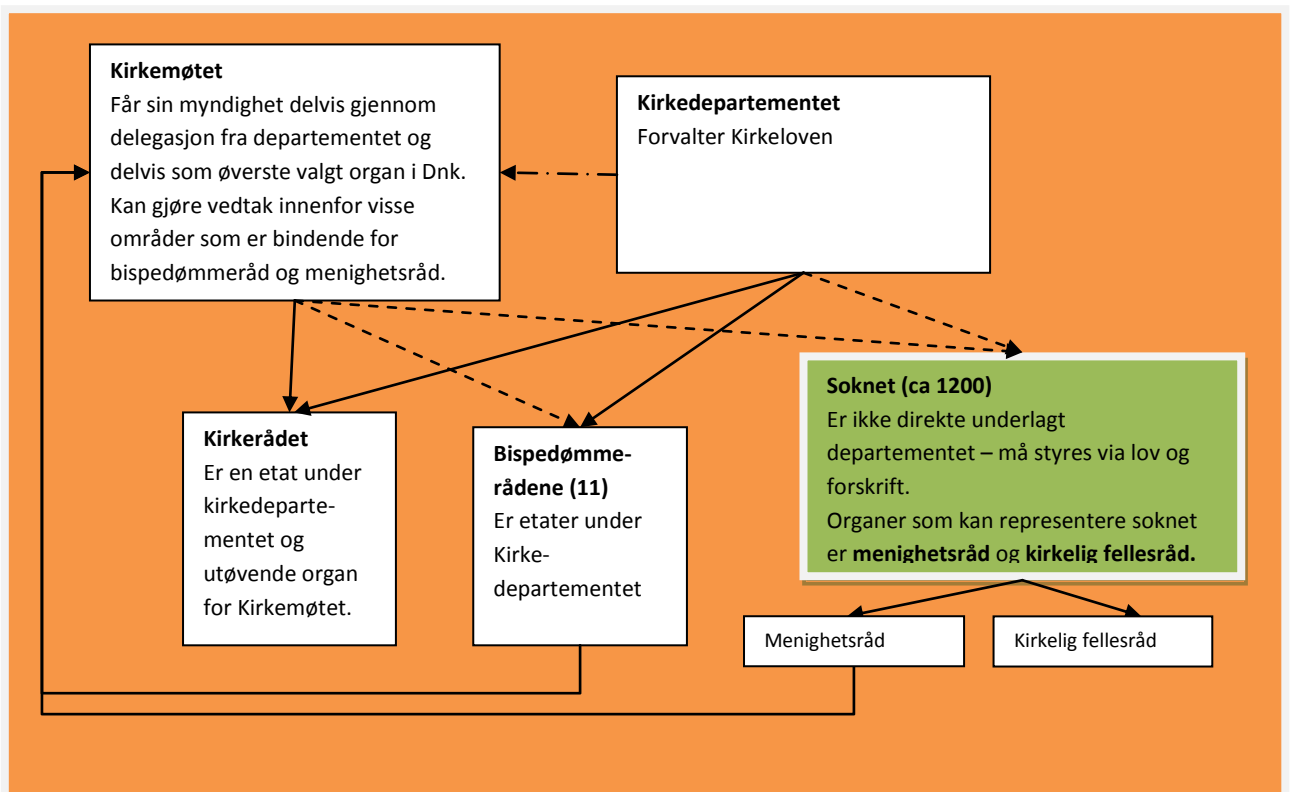 Kirkemøtet
Får sin myndighet delvis gjennom
delegasjon fra departementet og
delvis som øverste valgt organ i Dnk.
Kan gjøre vedtak innenfor visse
områder som er bindende for
bispedømmeråd og menighetsråd.
Kirkedepartementet
Forvalter Kirkeloven
Kirkerådet
Er en etat under
kirkedeparte-
mentet og
utøvende organ
for Kirkemøtet.
Bispedømme-
rådene (11)
Er etater under
Kirke-
departementet
Soknet (ca 1200)
Er ikke direkte underlagt
departementet – må styres via lov og
forskrift.
Organer som kan representere soknet
er menighetsråd og kirkelig fellesråd.
Menighetsråd
Kirkelig fellesråd